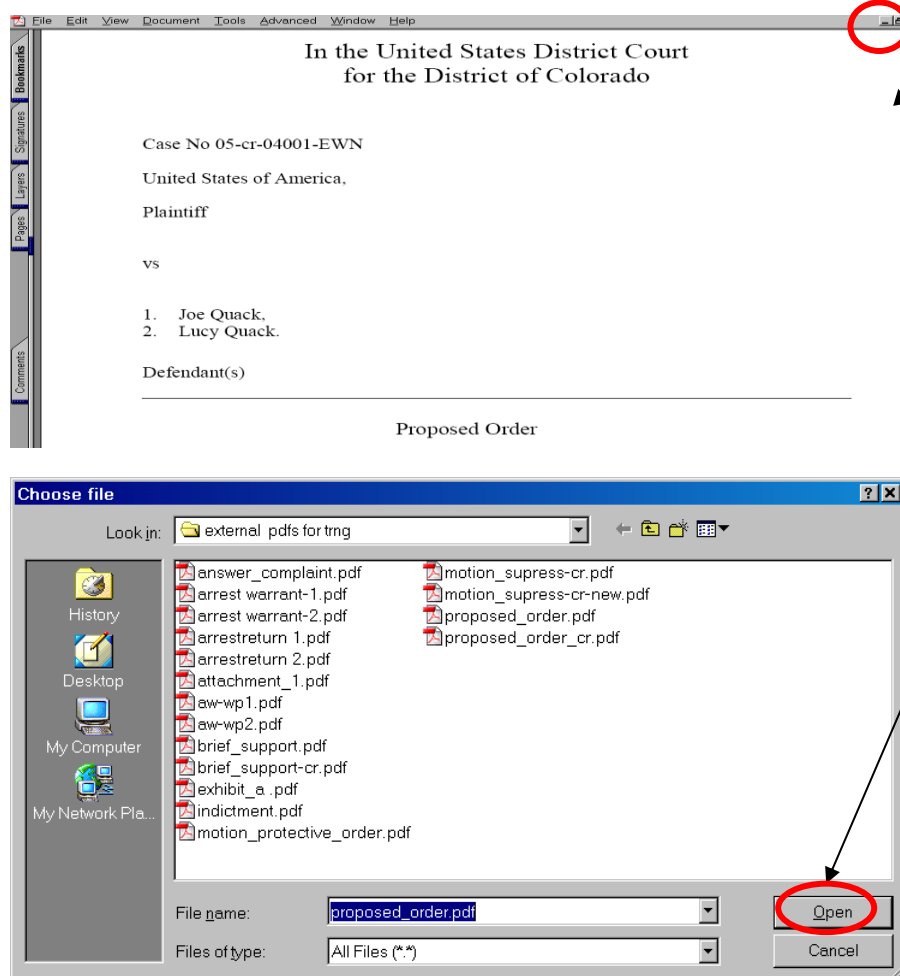 File Edit View Document Tools Advanced Window Help
Bookmarks
Signatures
Layers
Pages
Comments
In the United States District Court
for the District of Colorado
Case No 05-cr-04001-EWN
United States of America,
Plaintiff
vs
1. Joe Quack,
2. Lucy Quack.
Defendant(s)
Proposed Order
Choose file
Look in: external pdfs for trng
History
Desktop
My Computer
My Network Pla...
answer_complaint.pdf
arrest warrant-1.pdf
arrest warrant-2.pdf
arrestreturn 1.pdf
arrestreturn 2.pdf
attachment_1.pdf
aw-wp1.pdf
aw-wp2.pdf
brief_support.pdf
brief_support-cr.pdf
exhibit_a .pdf
indictment.pdf
motion_protective_order.pdf
motion_supress-cr.pdf
motion_supress-cr-new.pdf
proposed_order.pdf
proposed_order_cr.pdf
File name: proposed_order.pdf Open
Files of type: All Files (*.*) Cancel